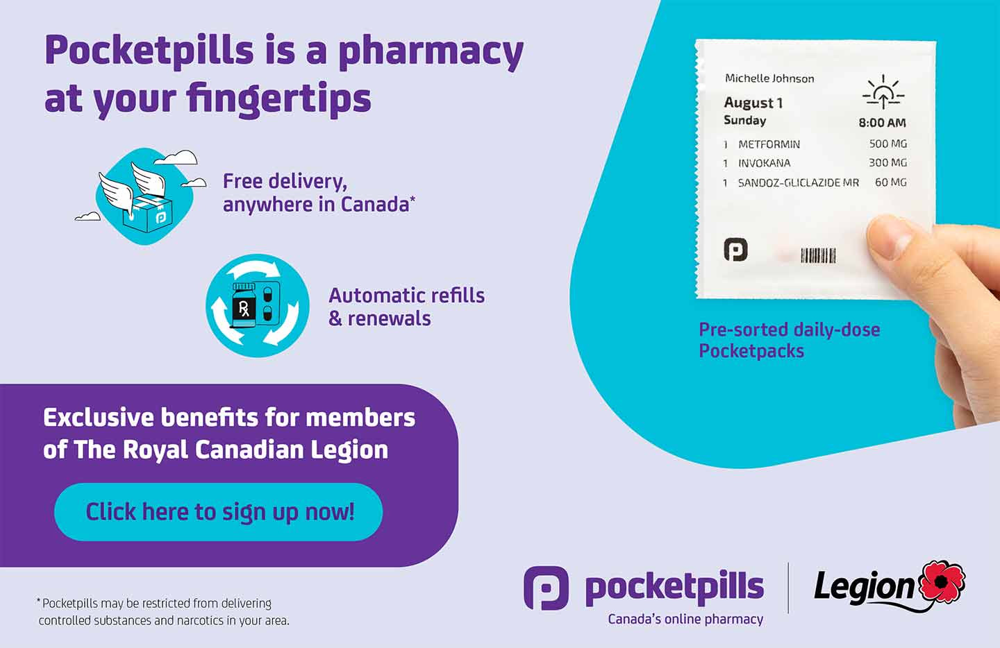 Pocketpills is a pharmacy
at your fingertips
Free delivery,
anywhere in Canada*
Automatic refills
& renewals
Rx
Michelle Johnson
August 1
Sunday
8:00 AM
1 METFORMIN 500 MG
1 INVOKANA 300 MG
1 SANDOZ-GLICLAZIDE MR 60 MG
Pre-sorted daily-dose
Pocketpacks
Exclusive benefits for members
of The Royal Canadian Legion
Click here to sign up now!
* Pocketpills may be restricted from delivering
controlled substances and narcotics in your area.
pocketpills
Canada's online pharmacy
Legion